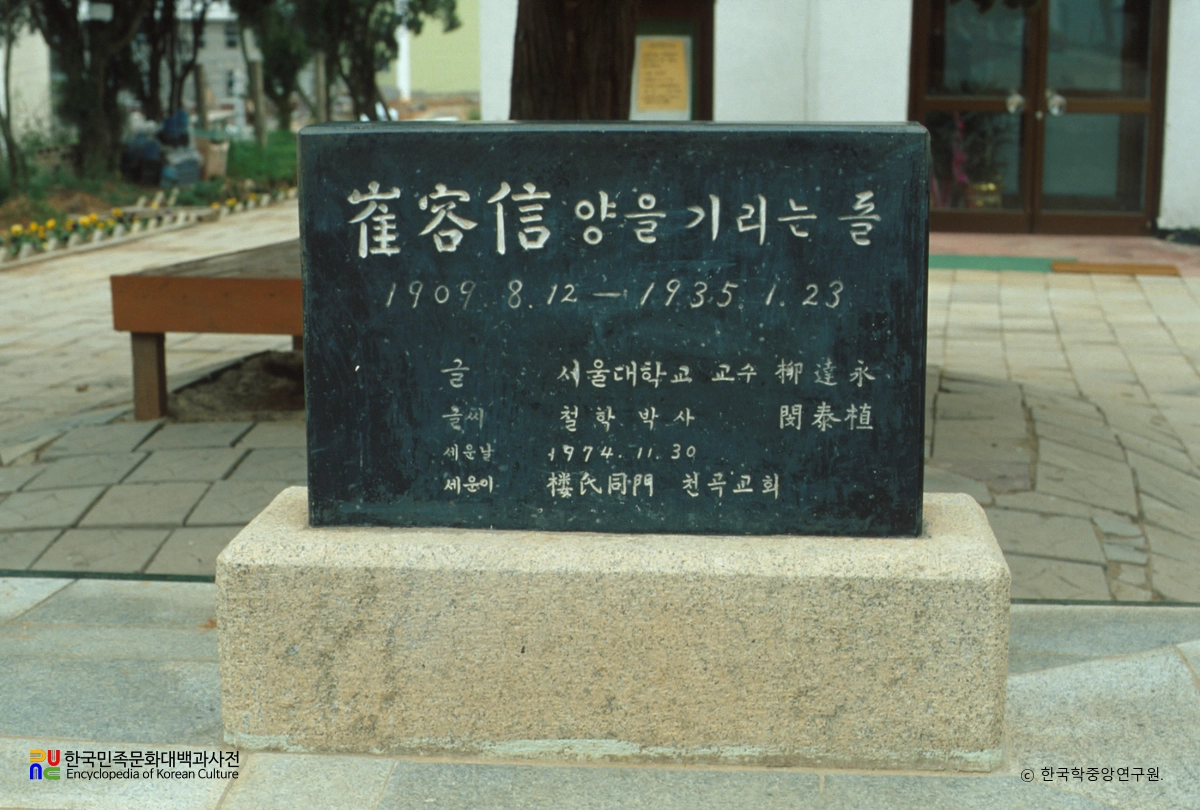 崔容信 양을 기리는 돌
1909. 8. 12 — 1935. 1. 23
글 세울대학교 교수 柳達永
글씨 철학박사 閔泰植
세운날 1974. 11. 30
세운이 樓氏同門 천곡교회
한국민족문화대백과사전
Encyclopedia of Korean Culture
© 한국학중앙연구원.